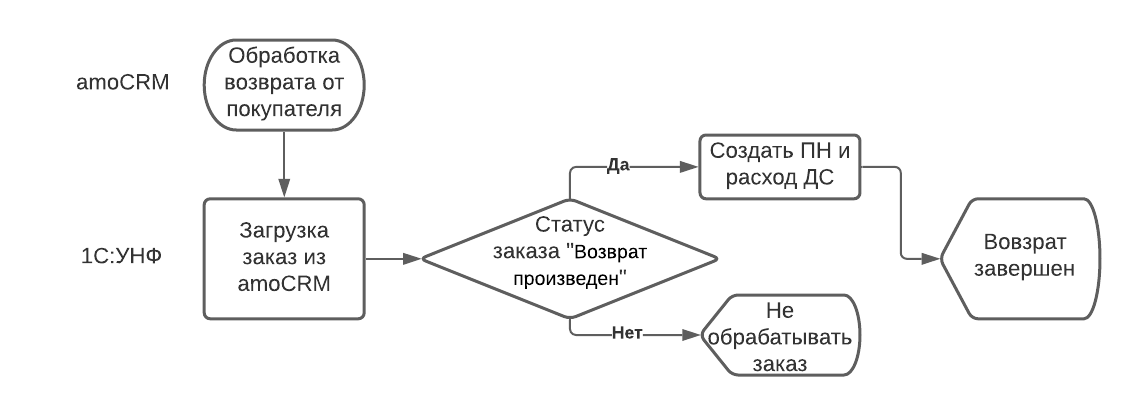 amoCRM
Обработка
возврата от
покупателя
1С:УНФ
Загрузка
заказ из
amoCRM
Статус
заказа "Возврат
произведен"
Да
Создать ПН и
расход ДС
Вовзрат
завершен
Нет
Не
обрабатывать
заказ